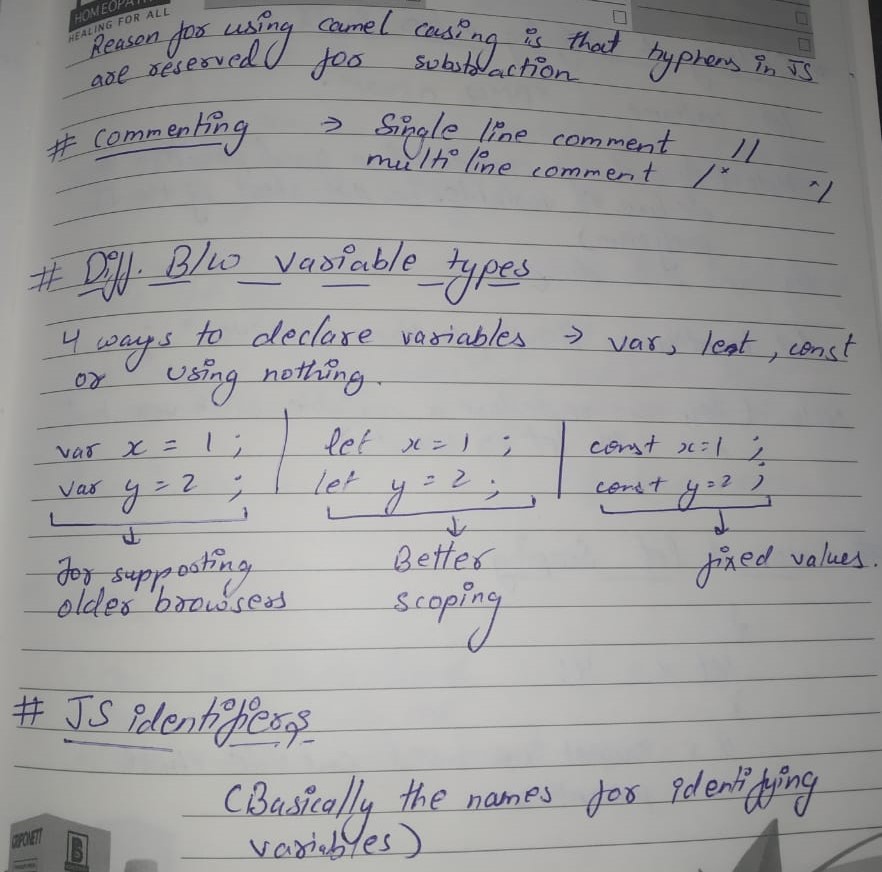 HOMEOPATH
HEALING FOR ALL
Reason for using camel casing is that hyphens in JS
are reserved for substraction
# Commenting → Single line comment //
multi line comment /* */
# Diff. B/w variable types
4 ways to declare variables → var, let, const
or using nothing.
var x = 1 ; | let x = 1 ; | const x=1 ;
var y = 2 ; | let y = 2 ; | const y=2 ;
↓ ↓ ↓
for supporting Better fixed values.
older browsers scoping
# JS identifiers
(Basically the names for identifying
variables)
B